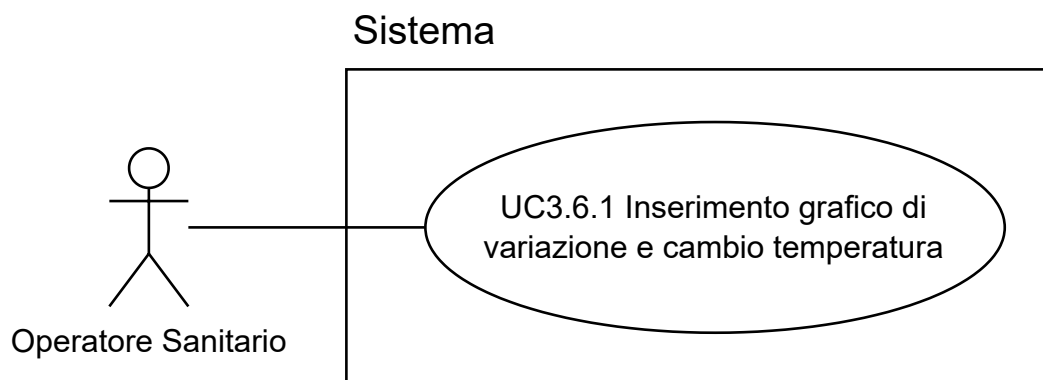 Sistema
UC3.6.1 Inserimento grafico di
variazione e cambio temperatura
Operatore Sanitario